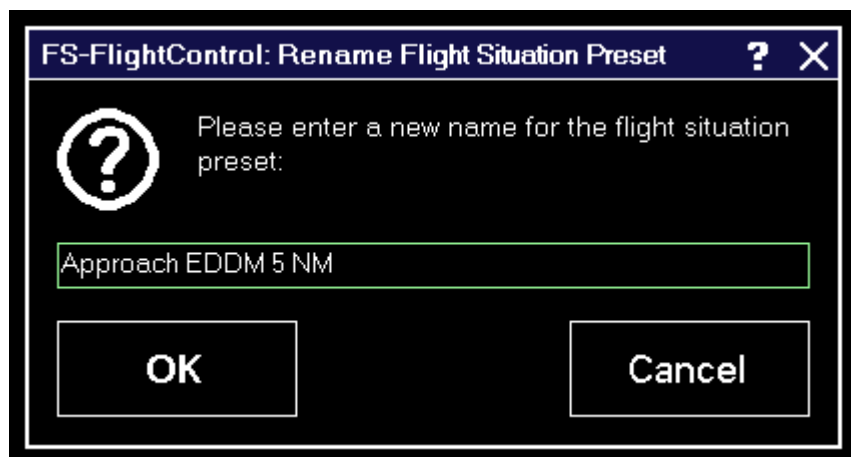 FS-FlightControl: Rename Flight Situation Preset ? X
?
Please enter a new name for the flight situation
preset:
Approach EDDM 5 NM
OK Cancel